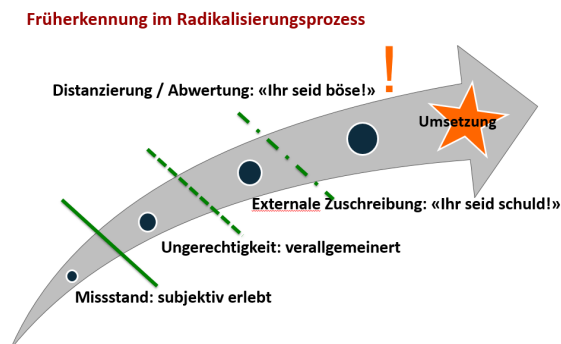 Früherkennung im Radikalisierungsprozess
!
Distanzierung / Abwertung: «Ihr seid böse!»
Umsetzung
Externale Zuschreibung: «Ihr seid schuld!»
Ungerechtigkeit: verallgemeinert
Missstand: subjektiv erlebt